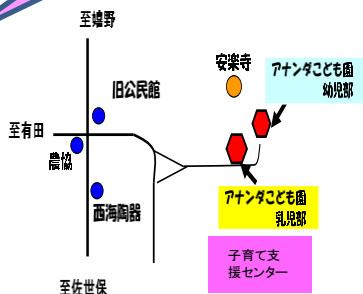 至嬉野
安楽寺
アナンダこども園
幼児部
旧公民館
至有田
農協
アナンダこども園
乳児部
西海陶器
子育て支
援センター
至佐世保